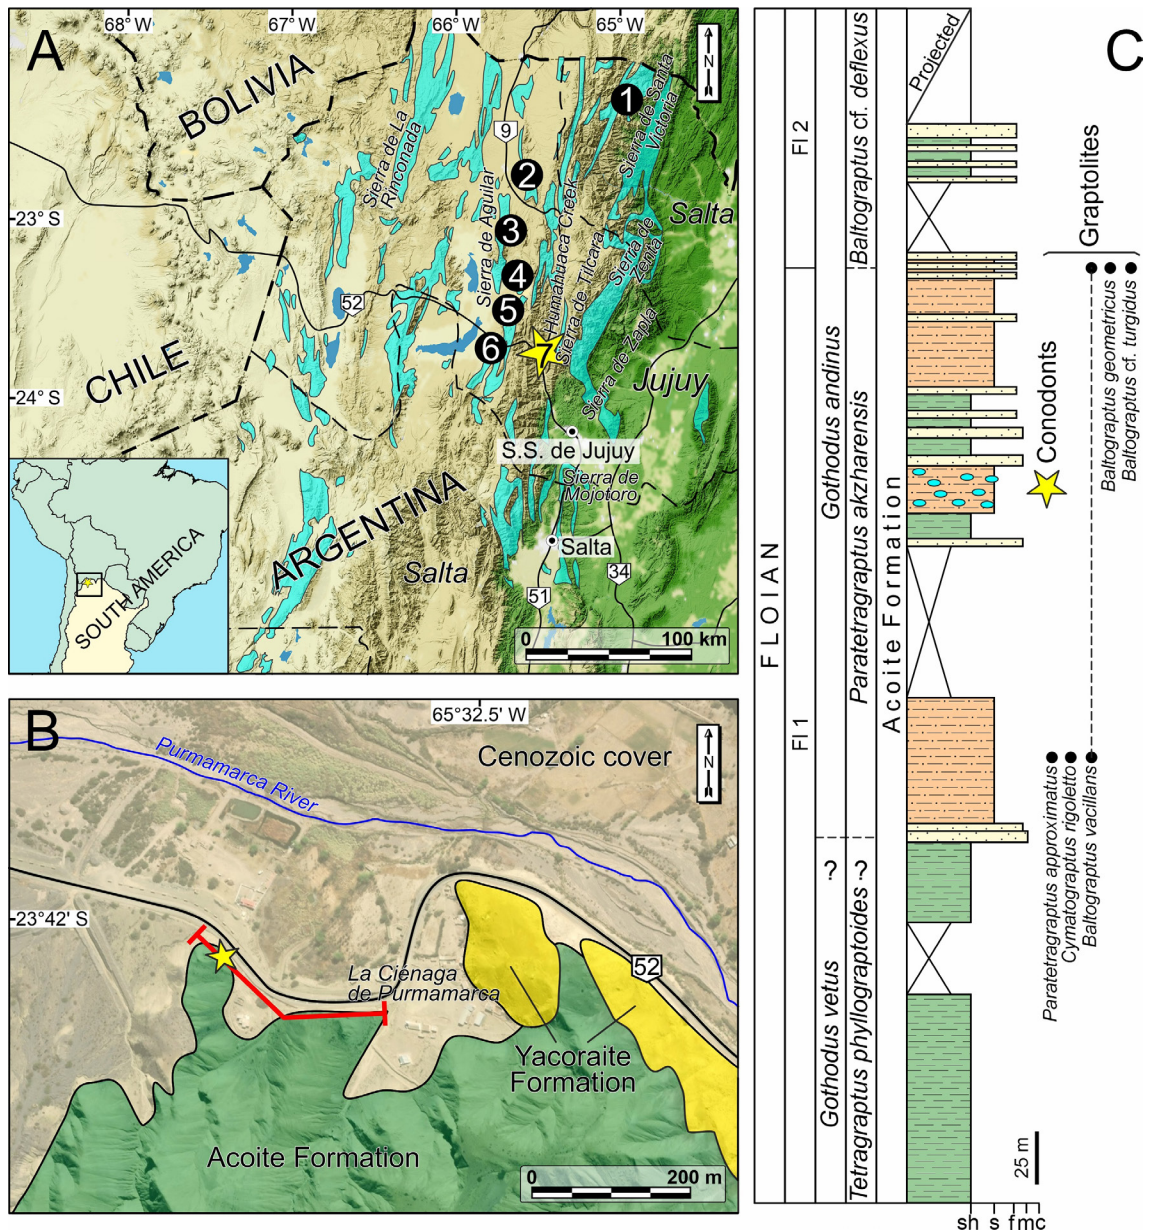 A
68° W
67° W
66° W
65° W
N
BOLIVIA
Sierra de La
Rinconada
9
1
Sierra de Santa
Victoria
2
23° S
Sierra de Aguilar
3
Humahuaca Creek
Salta
4
Sierra de Tilcara
Sierra de
Zenta
52
5
6
7
Sierra de Zapla
CHILE
Jujuy
24° S
S.S. de Jujuy
Sierra de
Mojotoro
ARGENTINA
Salta
Salta
34
51
SOUTH AMERICA
0
100 km
B
65°32.5' W
N
Purmamarca River
Cenozoic cover
23°42' S
La Ciénaga
de Purmamarca
52
Yacoraite
Formation
Acoite Formation
0
200 m
C
Projected
FLOIAN
Fl 2
Fl 1
Gothodus andinus
Gothodus vetus
?
Baltograptus cf. deflexus
Paratetragraptus akzharensis
Tetragraptus phyllograptoides
?
Acoite Formation
Graptolites
Conodonts
Baltograptus geometricus
Baltograptus cf. turgidus
Paratetragraptus approximatus
Cymatograptus rigoletto
Baltograptus vacillans
25 m
sh s f m c